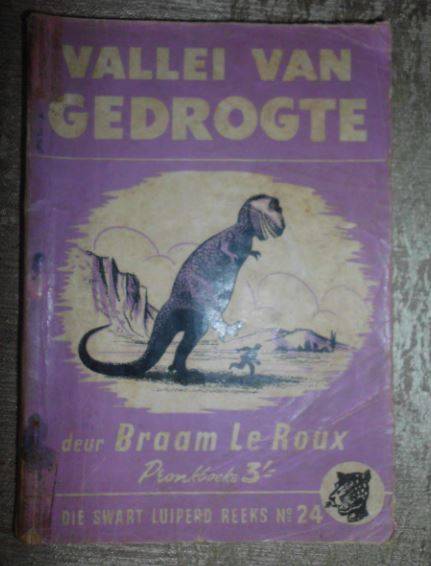 VALLEI VAN
GEDROGTE
deur Braam Le Roux
Pronkboeke 3'-
DIE SWART LUIPERD REEKS Nº 24